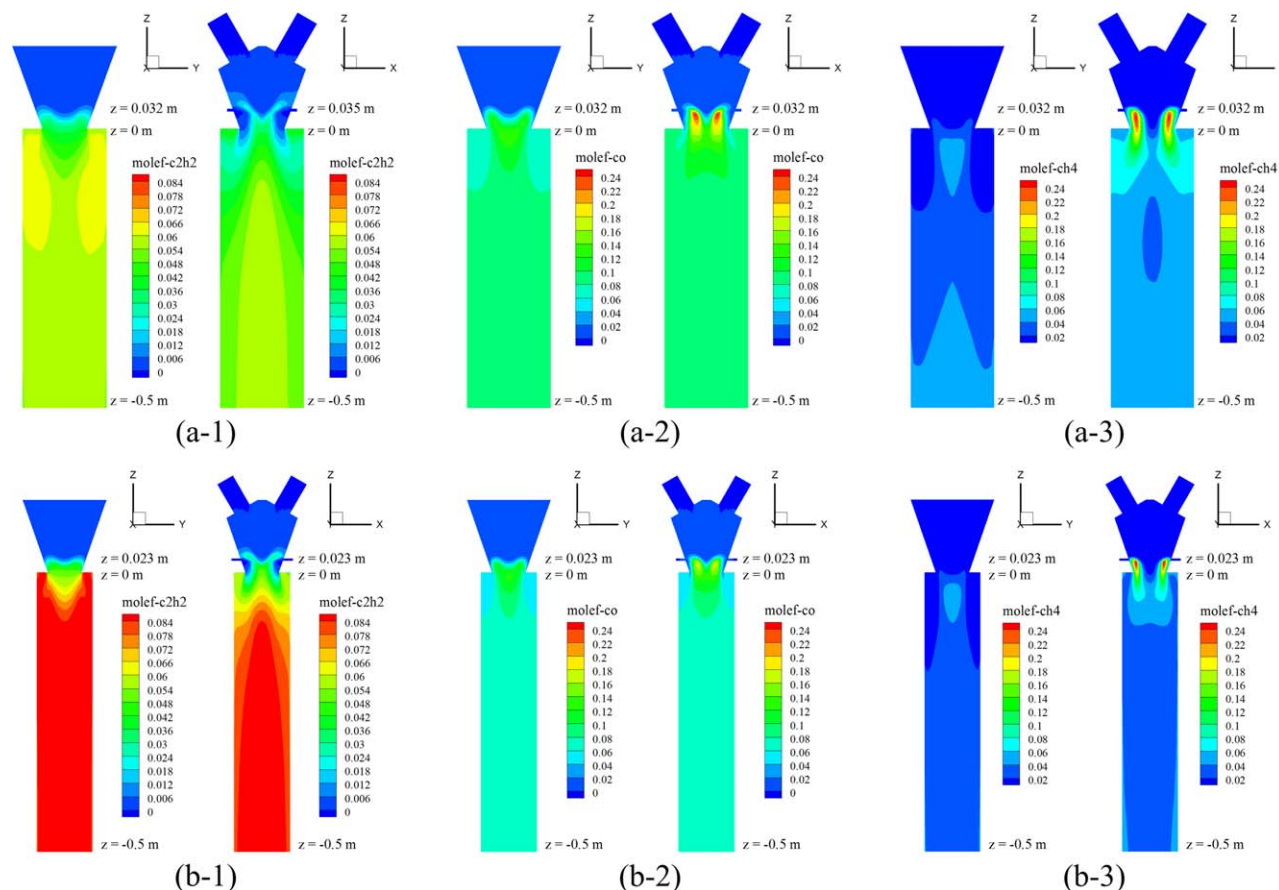 Z
X Y
z = 0.032 m
z = 0 m
molef-c2h2
0.084
0.078
0.072
0.066
0.06
0.054
0.048
0.042
0.036
0.03
0.024
0.018
0.012
0.006
0
z = -0.5 m
Z
Y X
z = 0.035 m
z = 0 m
molef-c2h2
0.084
0.078
0.072
0.066
0.06
0.054
0.048
0.042
0.036
0.03
0.024
0.018
0.012
0.006
0
z = -0.5 m
(a-1)
Z
X Y
z = 0.032 m
z = 0 m
molef-co
0.24
0.22
0.2
0.18
0.16
0.14
0.12
0.1
0.08
0.06
0.04
0.02
0
z = -0.5 m
Z
Y X
z = 0.032 m
z = 0 m
molef-co
0.24
0.22
0.2
0.18
0.16
0.14
0.12
0.1
0.08
0.06
0.04
0.02
0
z = -0.5 m
(a-2)
Z
X Y
z = 0.032 m
z = 0 m
molef-ch4
0.24
0.22
0.2
0.18
0.16
0.14
0.12
0.1
0.08
0.06
0.04
0.02
z = -0.5 m
Z
Y X
z = 0.032 m
z = 0 m
molef-ch4
0.24
0.22
0.2
0.18
0.16
0.14
0.12
0.1
0.08
0.06
0.04
0.02
z = -0.5 m
(a-3)
Z
X Y
z = 0.023 m
z = 0 m
molef-c2h2
0.084
0.078
0.072
0.066
0.06
0.054
0.048
0.042
0.036
0.03
0.024
0.018
0.012
0.006
0
z = -0.5 m
Z
Y X
z = 0.023 m
z = 0 m
molef-c2h2
0.084
0.078
0.072
0.066
0.06
0.054
0.048
0.042
0.036
0.03
0.024
0.018
0.012
0.006
0
z = -0.5 m
(b-1)
Z
X Y
z = 0.023 m
z = 0 m
molef-co
0.24
0.22
0.2
0.18
0.16
0.14
0.12
0.1
0.08
0.06
0.04
0.02
0
z = -0.5 m
Z
Y X
z = 0.023 m
z = 0 m
molef-co
0.24
0.22
0.2
0.18
0.16
0.14
0.12
0.1
0.08
0.06
0.04
0.02
0
z = -0.5 m
(b-2)
Z
X Y
z = 0.023 m
z = 0 m
molef-ch4
0.24
0.22
0.2
0.18
0.16
0.14
0.12
0.1
0.08
0.06
0.04
0.02
z = -0.5 m
Z
Y X
z = 0.023 m
z = 0 m
molef-ch4
0.24
0.22
0.2
0.18
0.16
0.14
0.12
0.1
0.08
0.06
0.04
0.02
z = -0.5 m
(b-3)